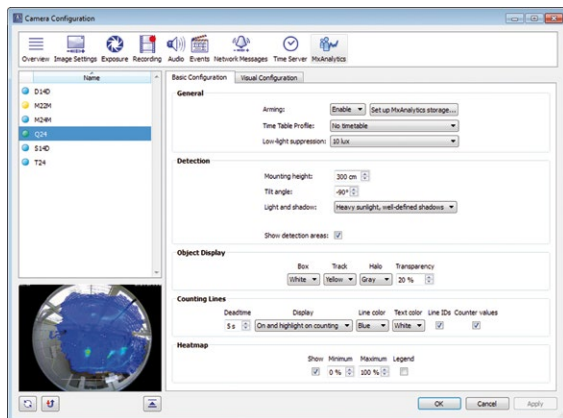 Camera Configuration
Overview Image Settings Exposure Recording Audio Events Network Messages Time Server MxAnalytics
Name
D14D
M22M
M24M
Q24
S14D
T24
Basic Configuration Visual Configuration
General
Arming: Enable Set up MxAnalytics storage...
Time Table Profile: No timetable
Low-light suppression: 10 lux
Detection
Mounting height: 300 cm
Tilt angle: -90°
Light and shadow: Heavy sunlight, well-defined shadows
Show detection areas:
Object Display
Box Track Halo Transparency
White Yellow Gray 20 %
Counting Lines
Deadtime Display Line color Text color Line IDs Counter values
5 s On and highlight on counting Blue White
Heatmap
Show Minimum Maximum Legend
0 % 100 %
OK Cancel Apply